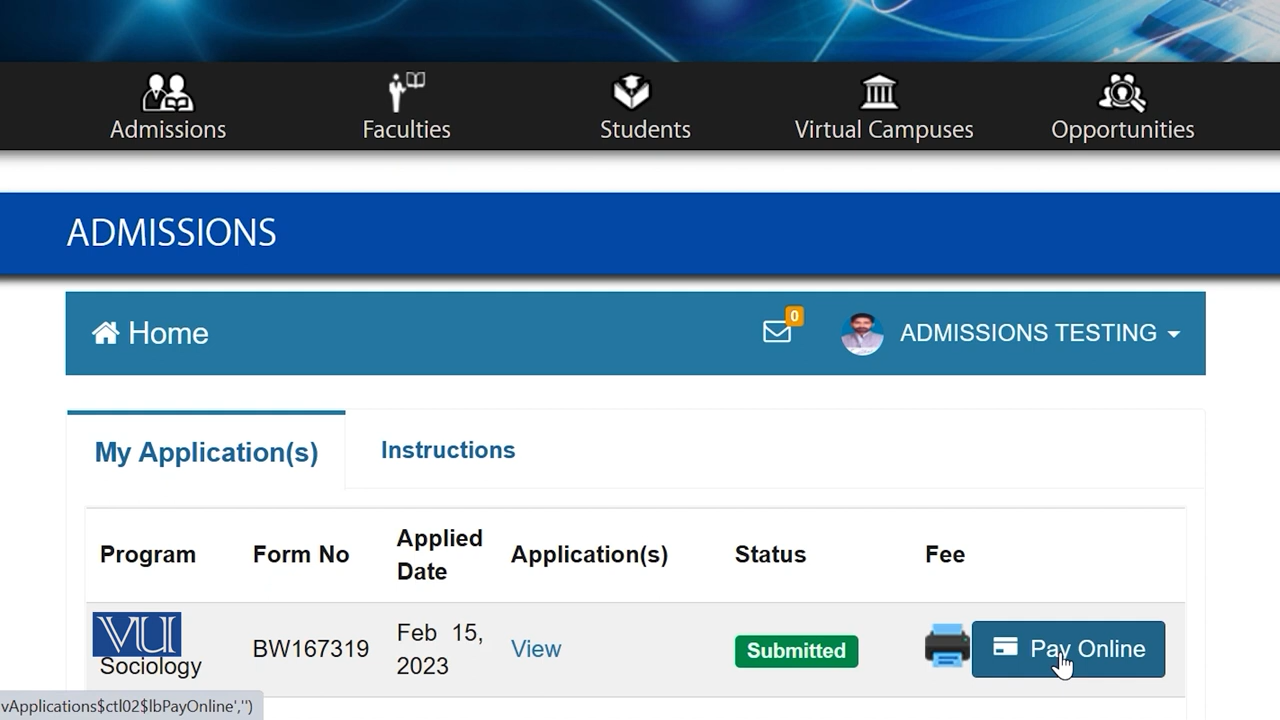 Admissions Faculties Students Virtual Campuses Opportunities
ADMISSIONS
Home 0 ADMISSIONS TESTING
My Application(s) Instructions
Program Form No Applied Date Application(s) Status Fee
VU
Sociology BW167319 Feb 15, 2023 View Submitted Pay Online
vApplications$ctl02$lbPayOnline','')